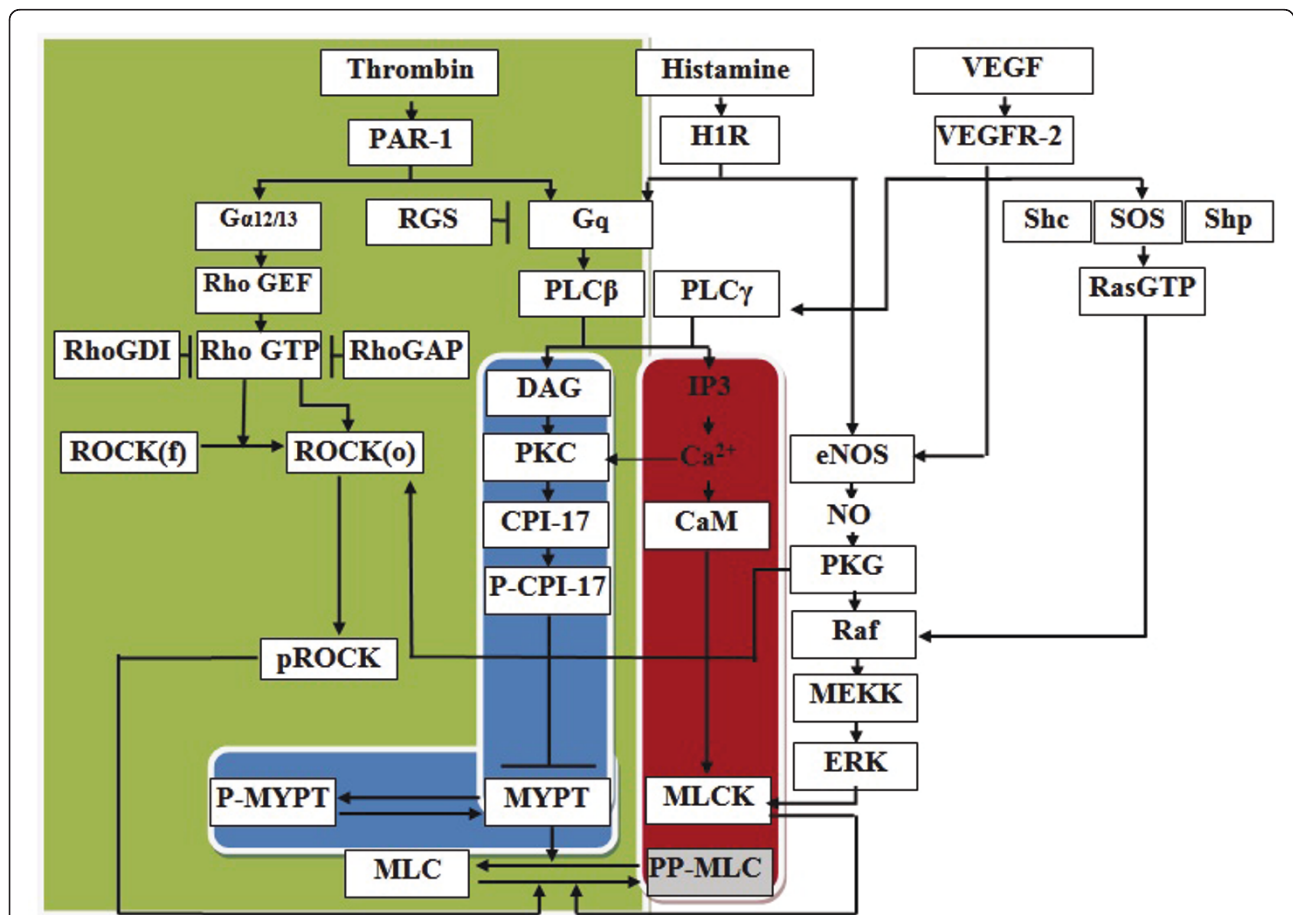 Thrombin Histamine VEGF
PAR-1 H1R VEGFR-2
Gα12/13 RGS Gq Shc SOS Shp
Rho GEF PLCβ PLCγ RasGTP
RhoGDI Rho GTP RhoGAP
DAG IP3
ROCK(f) ROCK(o) PKC Ca²⁺ eNOS
CPI-17 CaM NO
P-CPI-17 PKG
Raf
pROCK
MEKK
ERK
P-MYPT MYPT MLCK
MLC PP-MLC